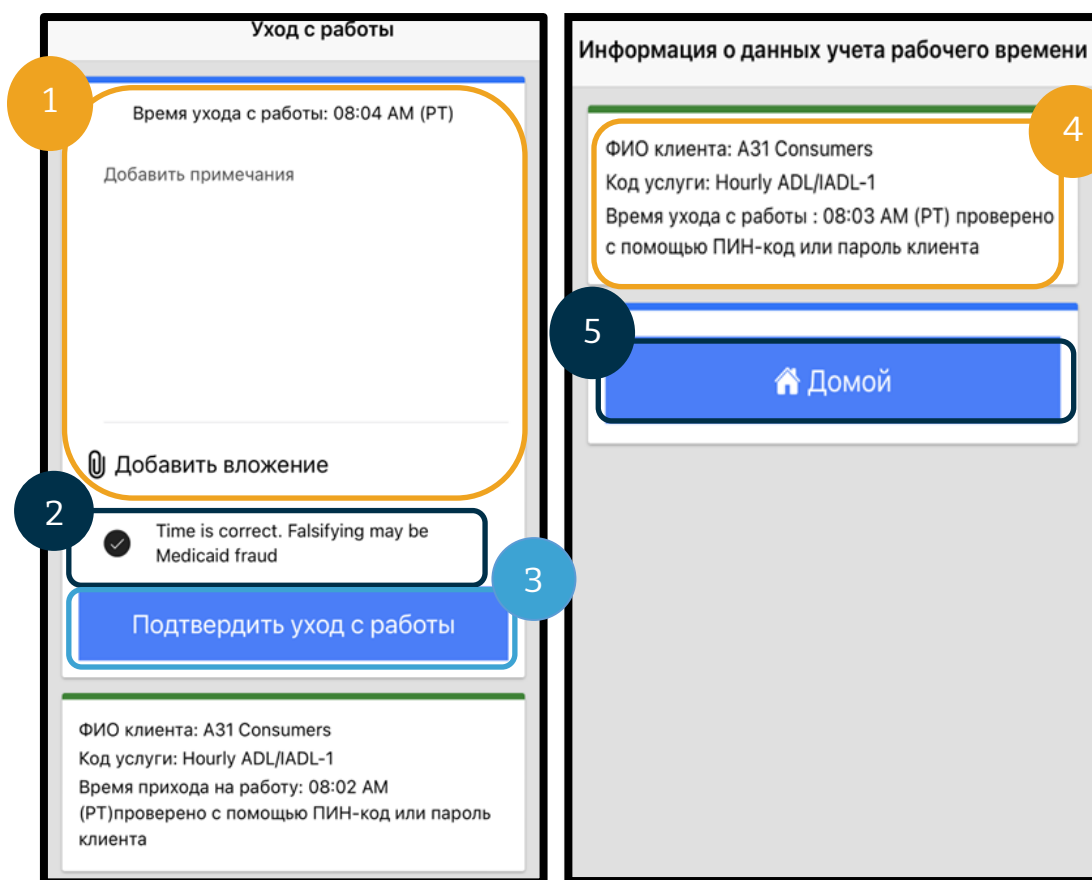 Уход с работы
1
Время ухода с работы: 08:04 AM (PT)
Добавить примечания
Добавить вложение
2
Time is correct. Falsifying may be
Medicaid fraud
3
Подтвердить уход с работы
ФИО клиента: A31 Consumers
Код услуги: Hourly ADL/IADL-1
Время прихода на работу: 08:02 AM
(PT)проверено с помощью ПИН-код или пароль
клиента
Информация о данных учета рабочего времени
4
ФИО клиента: A31 Consumers
Код услуги: Hourly ADL/IADL-1
Время ухода с работы : 08:03 AM (PT) проверено
с помощью ПИН-код или пароль клиента
5
Домой